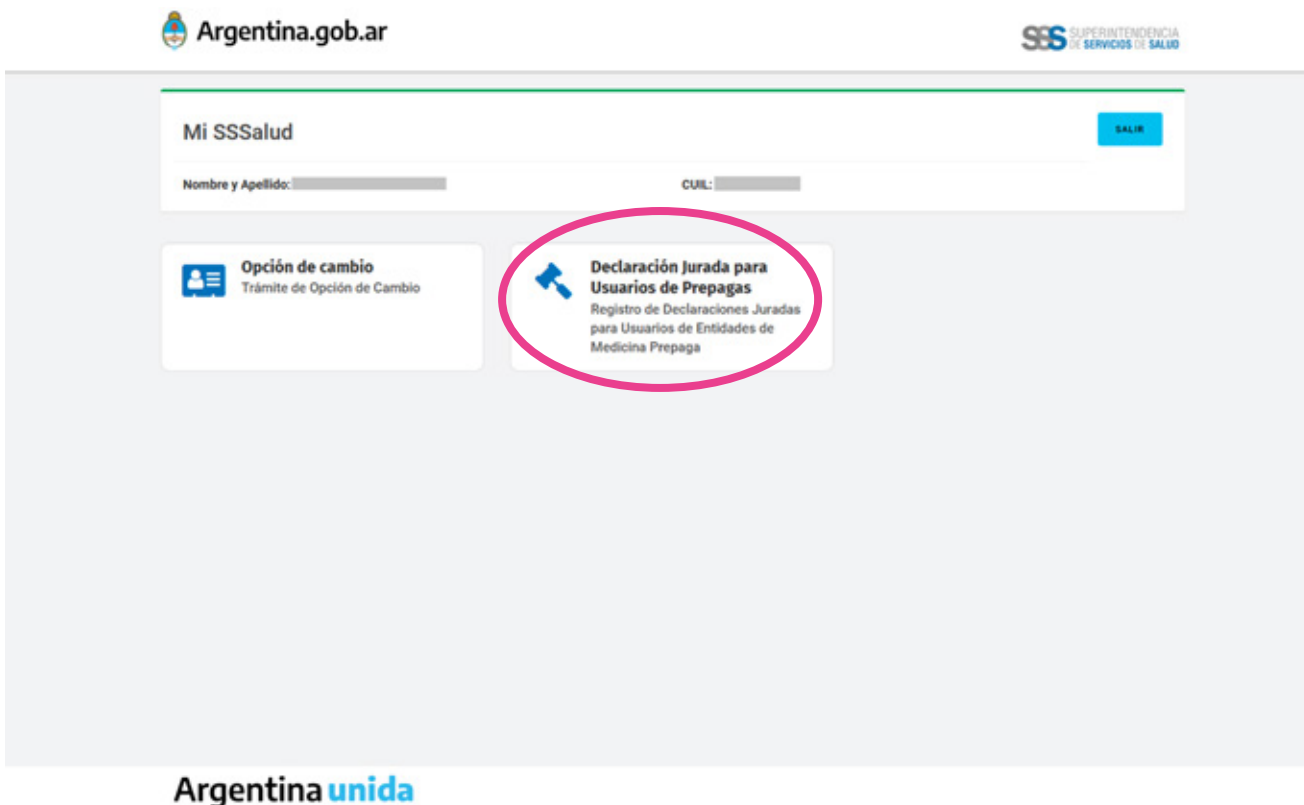 Argentina.gob.ar
SSS SUPERINTENDENCIA
DE SERVICIOS DE SALUD
Mi SSSalud
SALIR
Nombre y Apellido:
CUIL:
Opción de cambio
Trámite de Opción de Cambio
Declaración Jurada para
Usuarios de Prepagas
Registro de Declaraciones Juradas
para Usuarios de Entidades de
Medicina Prepaga
Argentina unida